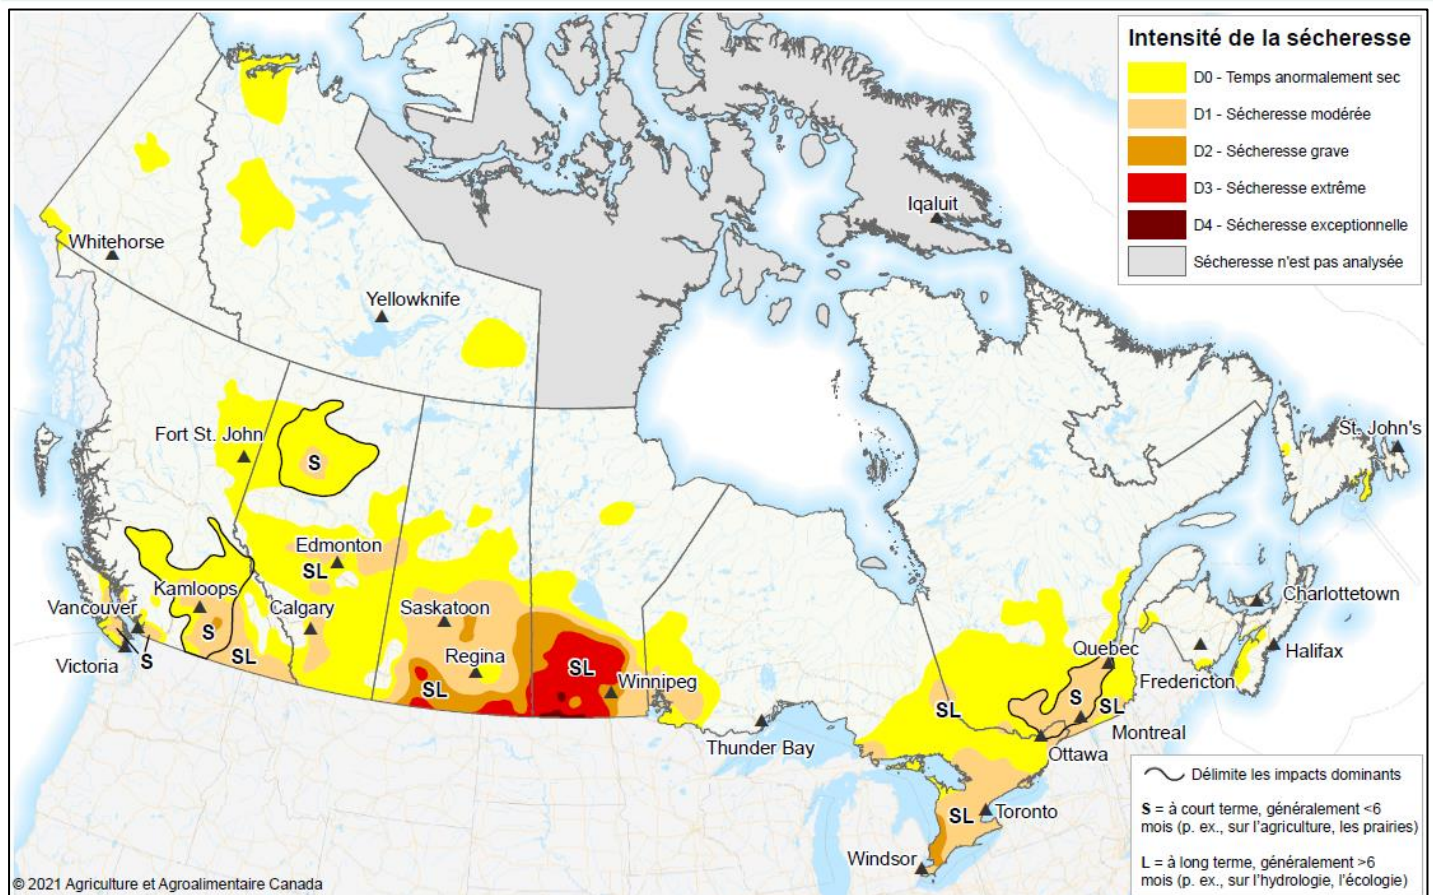 Intensité de la sécheresse
D0 - Temps anormalement sec
D1 - Sécheresse modérée
D2 - Sécheresse grave
D3 - Sécheresse extrême
D4 - Sécheresse exceptionnelle
Sécheresse n'est pas analysée
Iqaluit
Whitehorse
Yellowknife
Fort St. John
S
St. John's
Edmonton
SL
Kamloops
Vancouver
Calgary
Saskatoon
Charlottetown
S
SL
Victoria
S
Regina
SL
SL
Winnipeg
Quebec
Halifax
Fredericton
S
SL
SL
Montreal
Thunder Bay
Ottawa
SL
Toronto
Windsor
Délimite les impacts dominants
S = à court terme, généralement <6
mois (p. ex., sur l'agriculture, les prairies)
L = à long terme, généralement >6
mois (p. ex., sur l'hydrologie, l'écologie)
© 2021 Agriculture et Agroalimentaire Canada